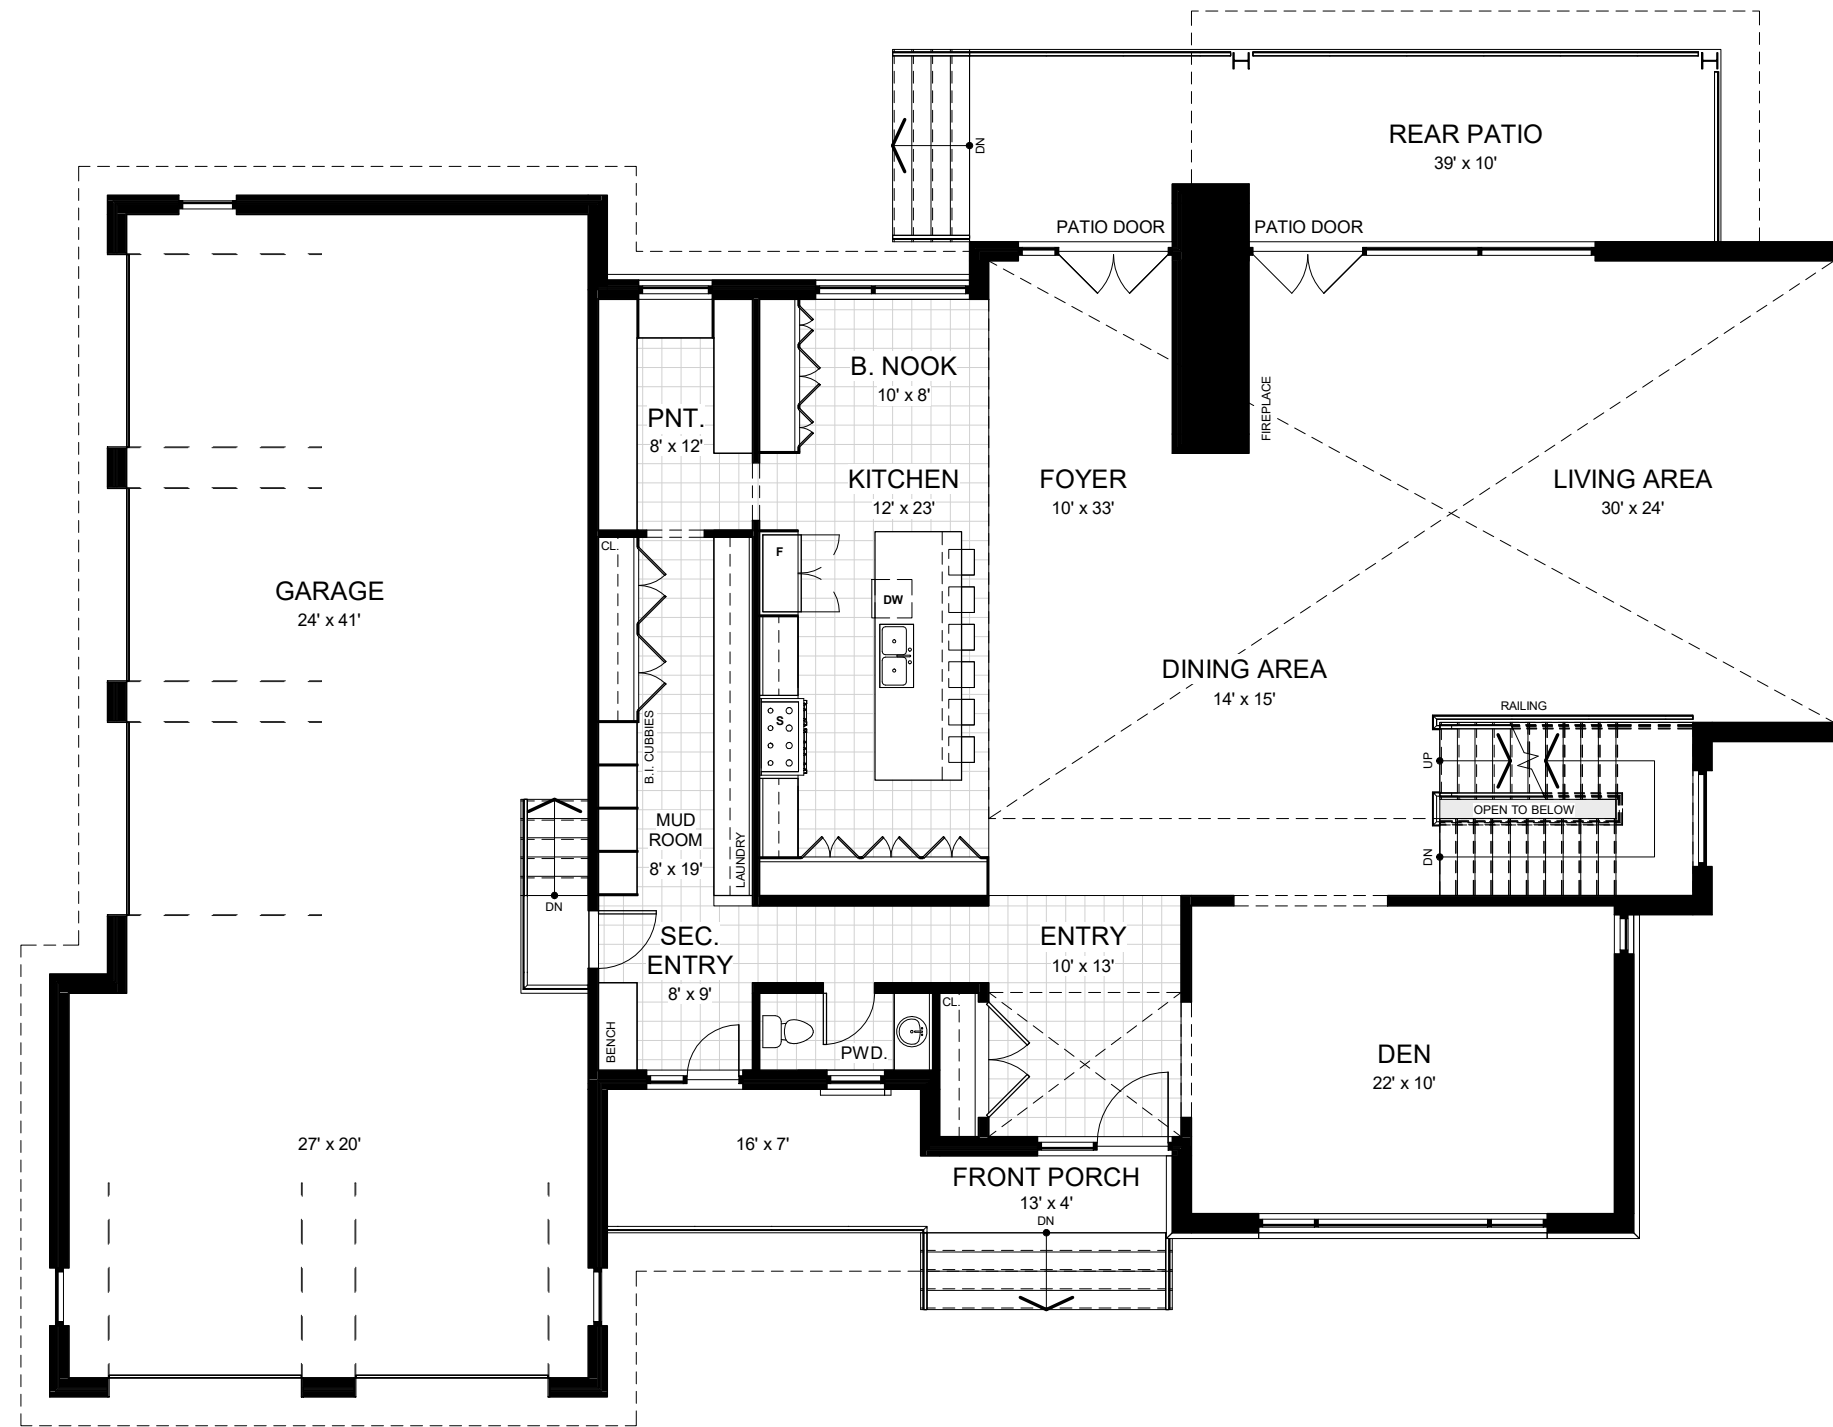 REAR PATIO
39' x 10'
DN
PATIO DOOR
PATIO DOOR
B. NOOK
10' x 8'
FIREPLACE
PNT.
8' x 12'
KITCHEN
12' x 23'
FOYER
10' x 33'
LIVING AREA
30' x 24'
CL.
F
GARAGE
24' x 41'
DW
DINING AREA
14' x 15'
RAILING
S
B.I. CUBBIES
UP
OPEN TO BELOW
MUD
ROOM
8' x 19'
LAUNDRY
DN
DN
SEC.
ENTRY
8' x 9'
ENTRY
10' x 13'
CL.
BENCH
PWD.
DEN
22' x 10'
27' x 20'
16' x 7'
FRONT PORCH
13' x 4'
DN